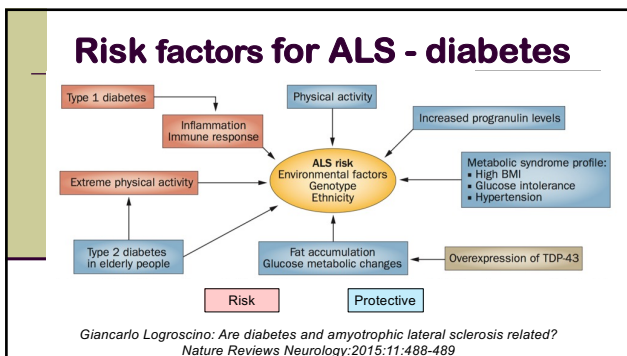 Risk factors for ALS - diabetes
Type 1 diabetes
Physical activity
Increased progranulin levels
Inflammation
Immune response
ALS risk
Environmental factors
Genotype
Ethnicity
Metabolic syndrome profile:
▪ High BMI
▪ Glucose intolerance
▪ Hypertension
Extreme physical activity
Type 2 diabetes
in elderly people
Fat accumulation
Glucose metabolic changes
Overexpression of TDP-43
Risk
Protective
Giancarlo Logroscino: Are diabetes and amyotrophic lateral sclerosis related?
Nature Reviews Neurology:2015:11:488-489